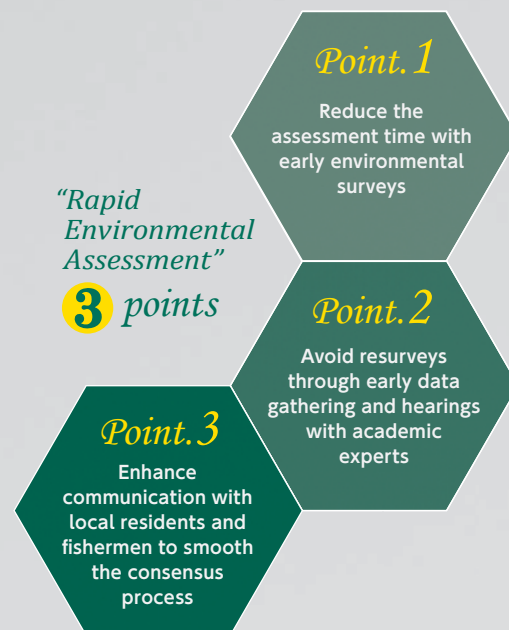 “Rapid
Environmental
Assessment”
3 points
Point.1
Reduce the
assessment time with
early environmental
surveys
Point.2
Avoid resurveys
through early data
gathering and hearings
with academic
experts
Point.3
Enhance
communication with
local residents and
fishermen to smooth
the consensus
process